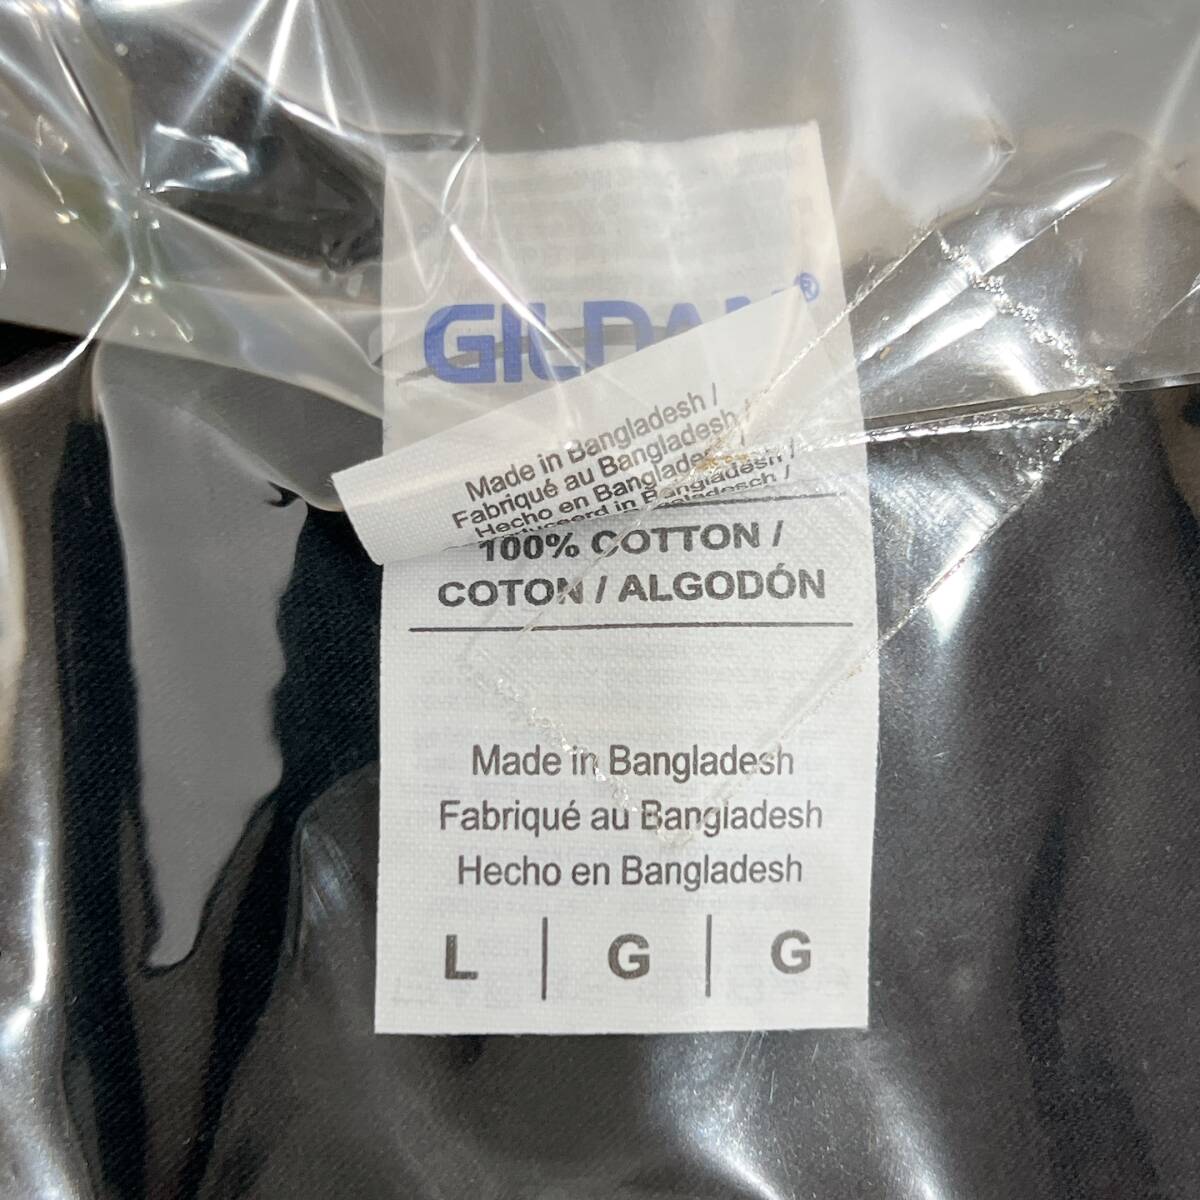 GILDAN®
Made in Bangladesh /
Fabriqué au Bangladesh /
Hecho en Bangladesh /
100% COTTON /
COTON / ALGODÓN
Made in Bangladesh
Fabriqué au Bangladesh
Hecho en Bangladesh
L | G | G